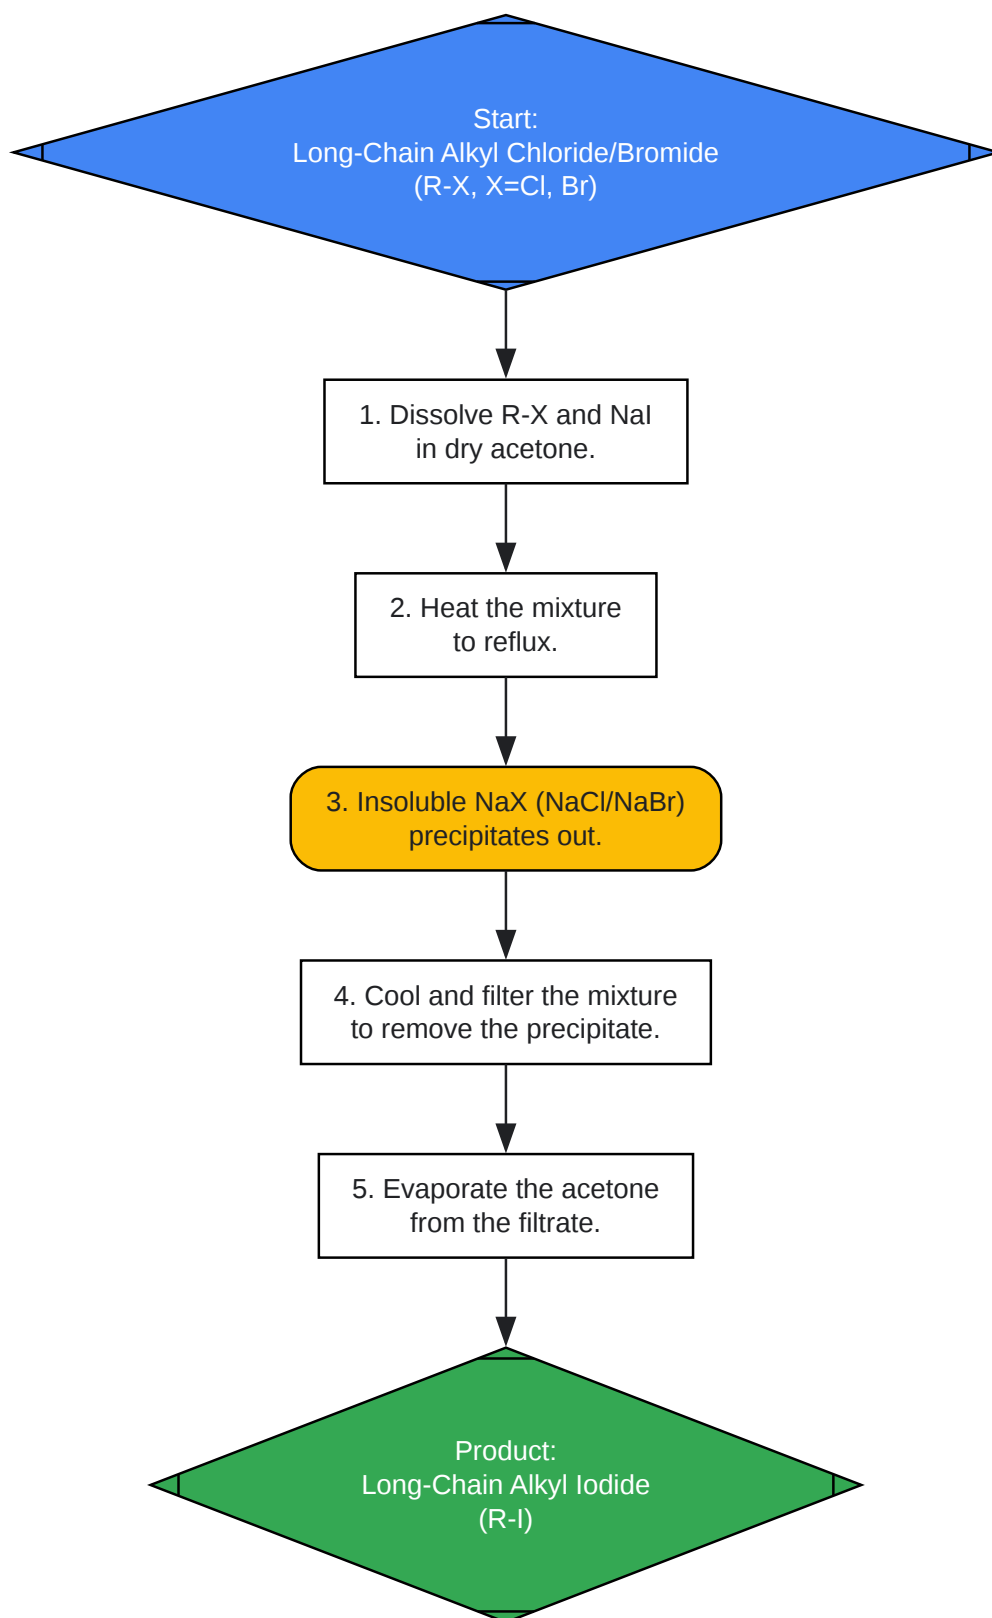 Start:
Long-Chain Alkyl Chloride/Bromide
(R-X, X=Cl, Br)
1. Dissolve R-X and NaI
in dry acetone.
2. Heat the mixture
to reflux.
3. Insoluble NaX (NaCl/NaBr)
precipitates out.
4. Cool and filter the mixture
to remove the precipitate.
5. Evaporate the acetone
from the filtrate.
Product:
Long-Chain Alkyl Iodide
(R-I)